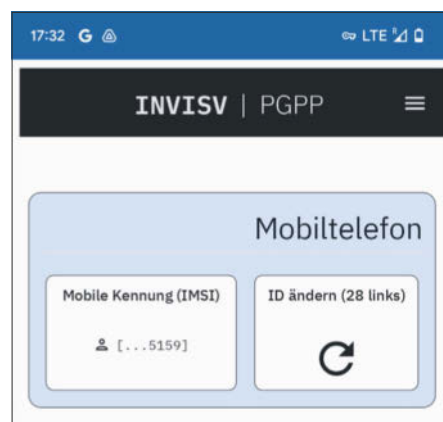 17:32 G LTE R
INVISV | PGPP
Mobiltelefon
Mobile Kennung (IMSI)
ID ändern (28 links)
[...5159]